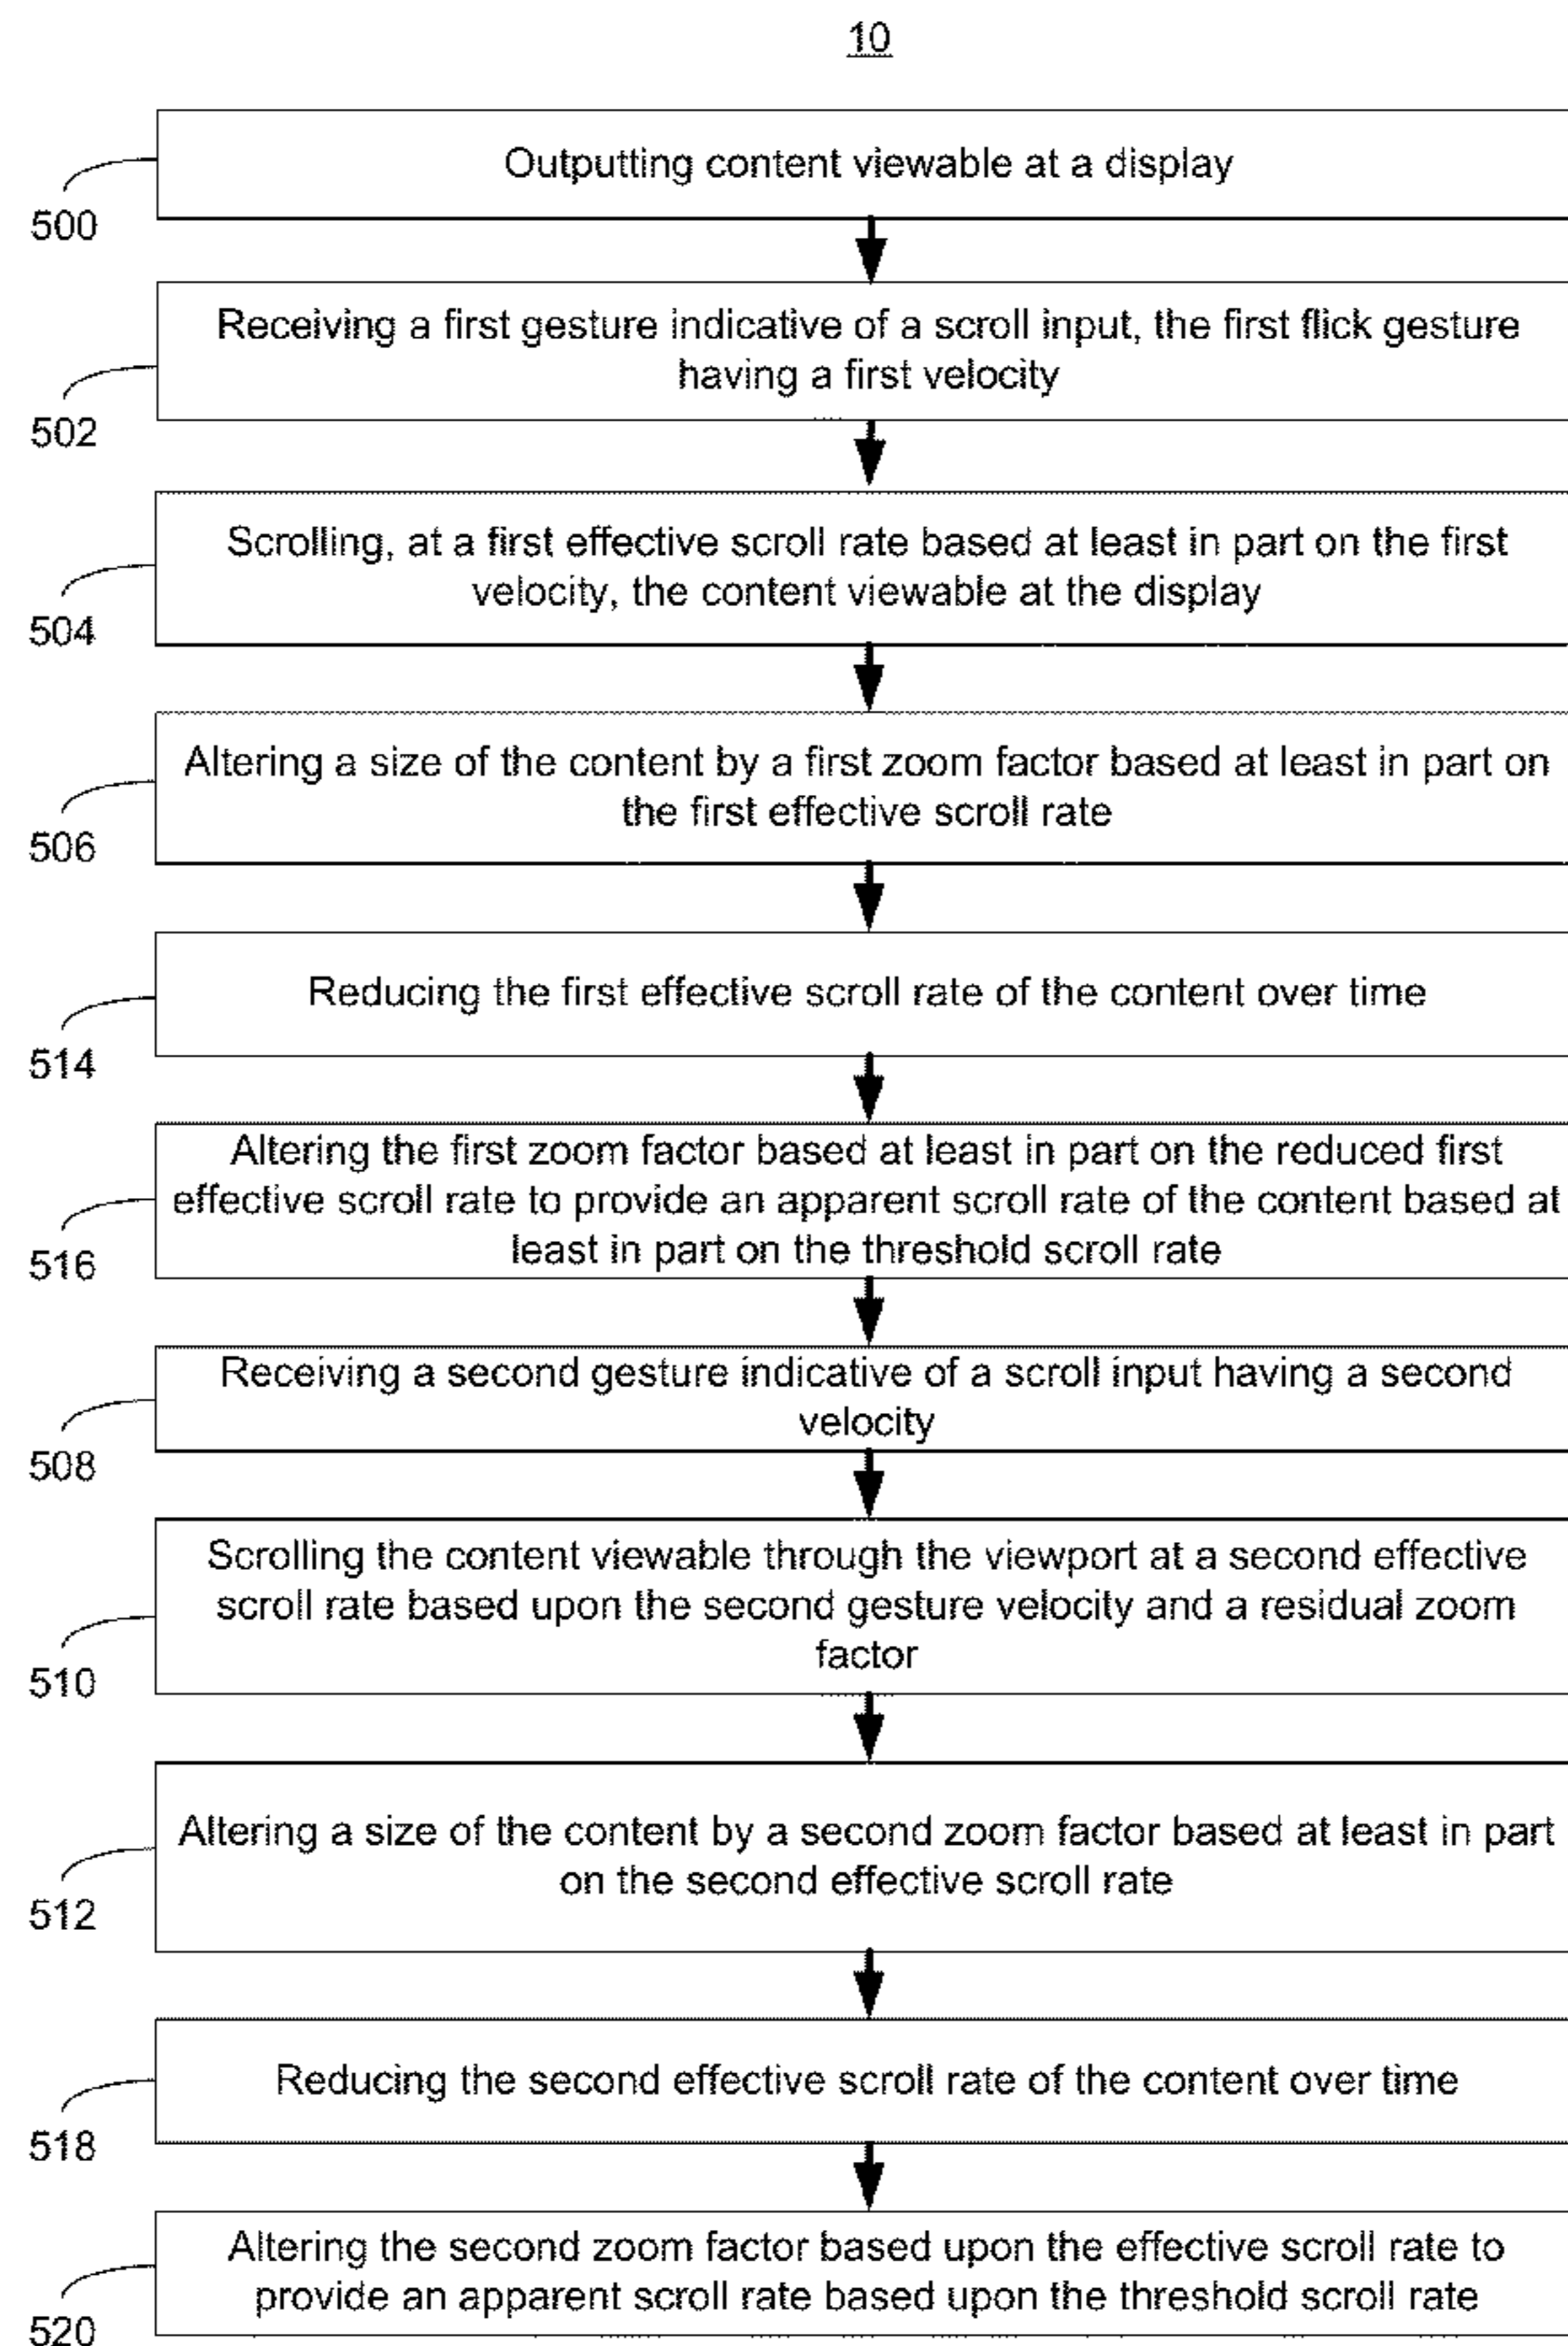 10
Outputting content viewable at a display
500
Receiving a first gesture indicative of a scroll input, the first flick gesture
having a first velocity
502
Scrolling, at a first effective scroll rate based at least in part on the first
velocity, the content viewable at the display
504
Altering a size of the content by a first zoom factor based at least in part on
the first effective scroll rate
506
Reducing the first effective scroll rate of the content over time
514
Altering the first zoom factor based at least in part on the reduced first
effective scroll rate to provide an apparent scroll rate of the content based at
least in part on the threshold scroll rate
516
Receiving a second gesture indicative of a scroll input having a second
velocity
508
Scrolling the content viewable through the viewport at a second effective
scroll rate based upon the second gesture velocity and a residual zoom
factor
510
Altering a size of the content by a second zoom factor based at least in part
on the second effective scroll rate
512
Reducing the second effective scroll rate of the content over time
518
Altering the second zoom factor based upon the effective scroll rate to
provide an apparent scroll rate based upon the threshold scroll rate
520